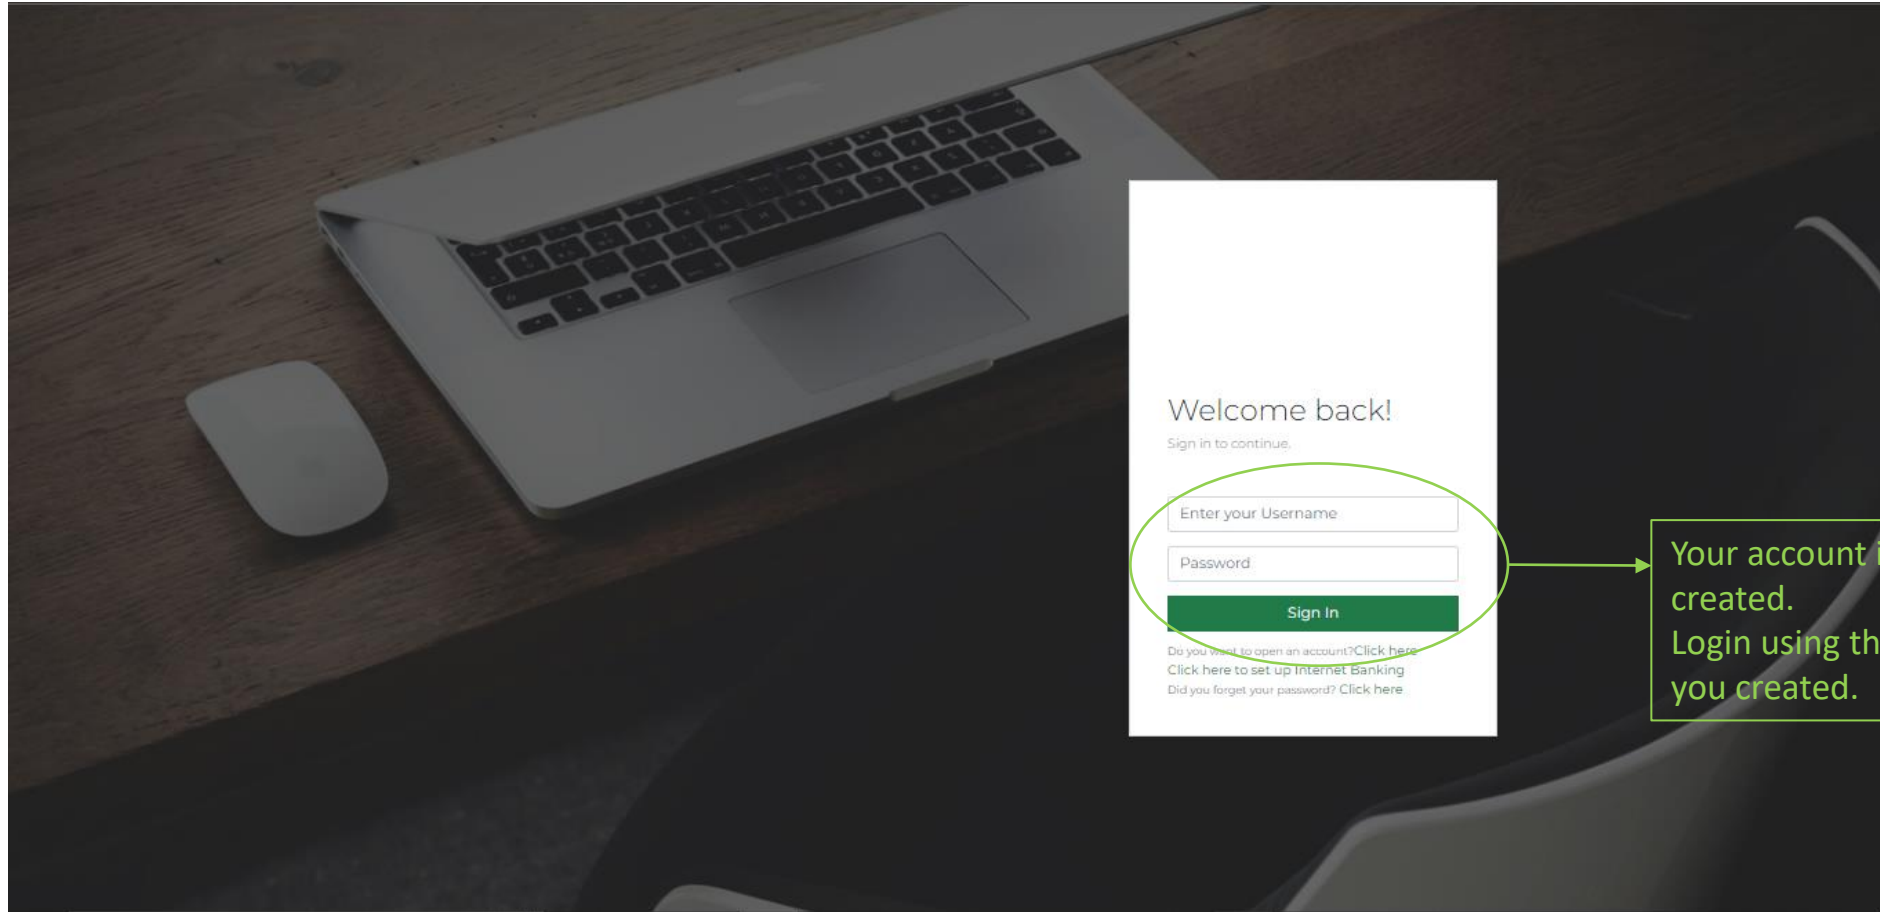 Welcome back!
Sign in to continue.
Enter your Username
Password
Sign In
Do you want to open an account?Click here
Click here to set up Internet Banking
Did you forget your password? Click here
Your account
created.
Login using
you created.